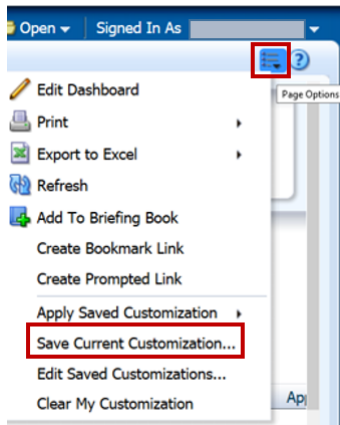 Open Signed In As
Page Options
Edit Dashboard
Print
Export to Excel
Refresh
Add To Briefing Book
Create Bookmark Link
Create Prompted Link
Apply Saved Customization
Save Current Customization...
Edit Saved Customizations...
Clear My Customization